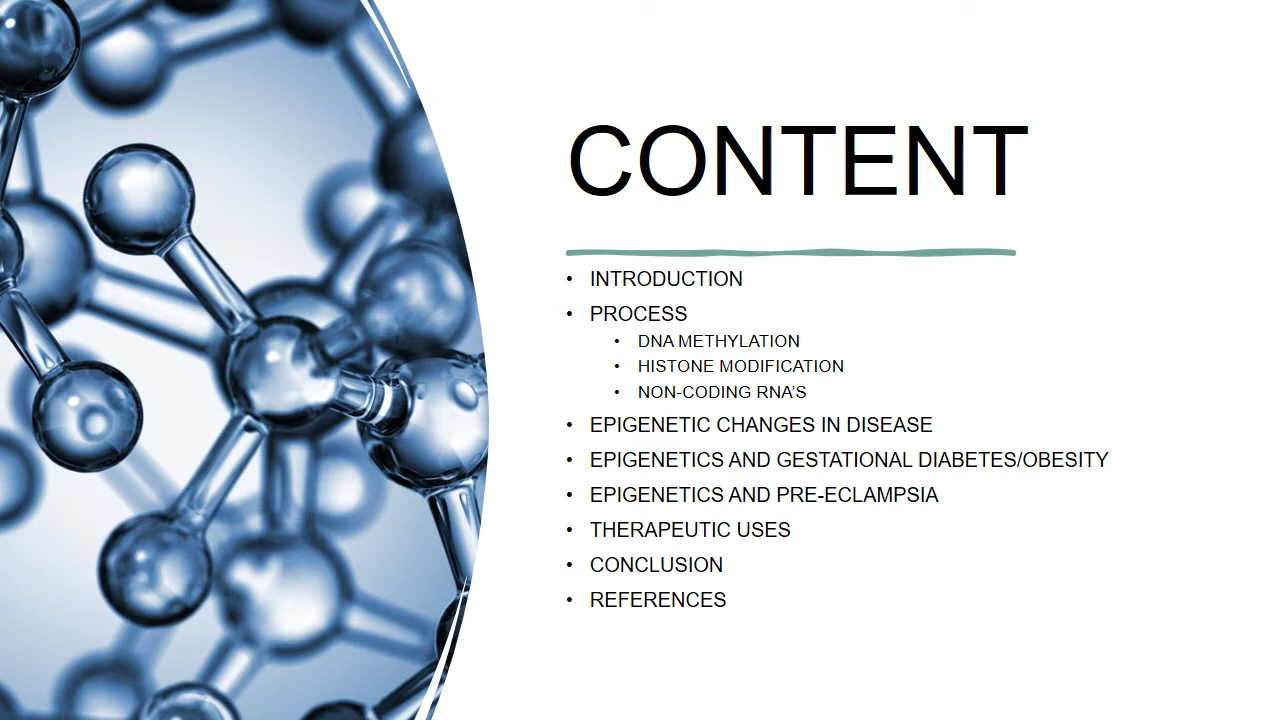 CONTENT
• INTRODUCTION
• PROCESS
• DNA METHYLATION
• HISTONE MODIFICATION
• NON-CODING RNA’S
• EPIGENETIC CHANGES IN DISEASE
• EPIGENETICS AND GESTATIONAL DIABETES/OBESITY
• EPIGENETICS AND PRE-ECLAMPSIA
• THERAPEUTIC USES
• CONCLUSION
• REFERENCES